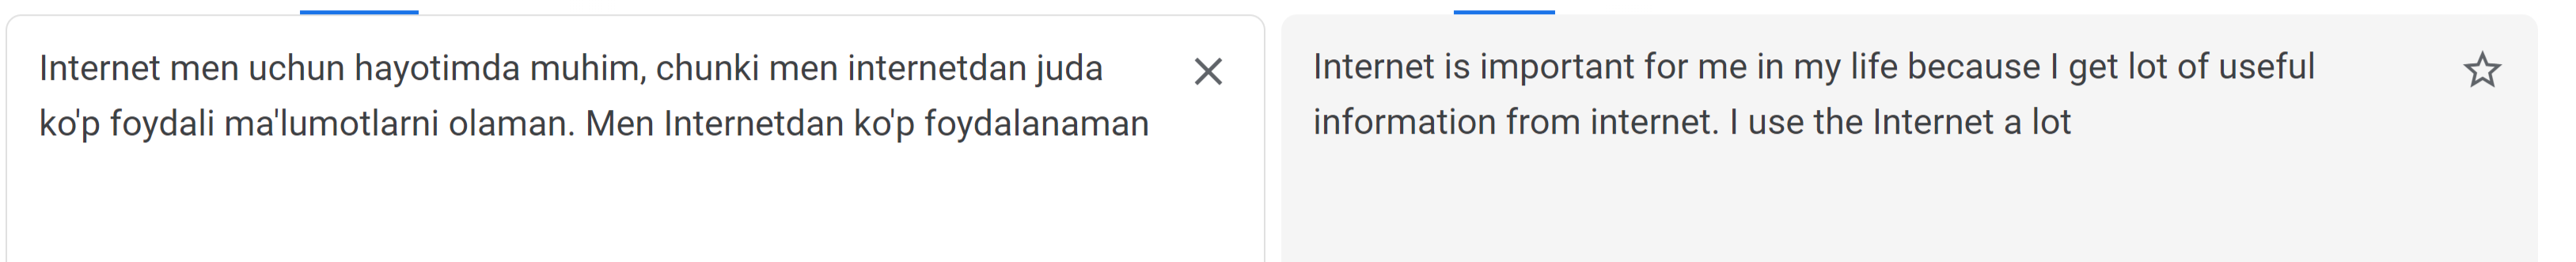 Internet men uchun hayotimda muhim, chunki men internetdan juda
ko'p foydali ma'lumotlarni olaman. Men Internetdan ko'p foydalanaman
Internet is important for me in my life because I get lot of useful
information from internet. I use the Internet a lot